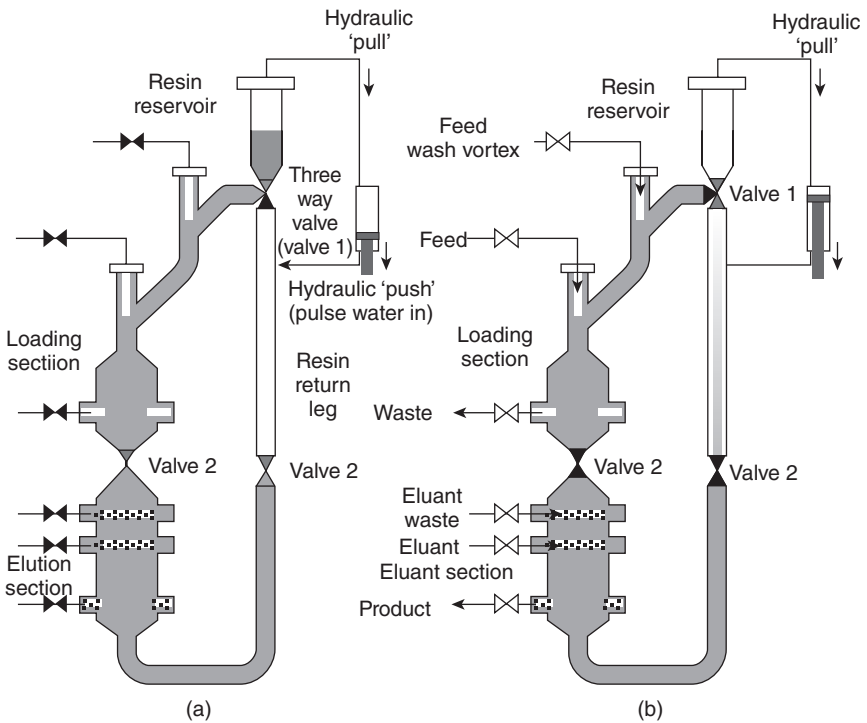 Hydraulic
‘pull’
Resin
reservoir
Three
way
valve
(valve 1)
Hydraulic ‘push’
(pulse water in)
Loading
sectiion
Resin
return
leg
Valve 2
Valve 2
Elution
section
(a)
Hydraulic
‘pull’
Resin
reservoir
Feed
wash vortex
Valve 1
Feed
Loading
section
Waste
Valve 2
Valve 2
Eluant
waste
Eluant
Eluant section
Product
(b)